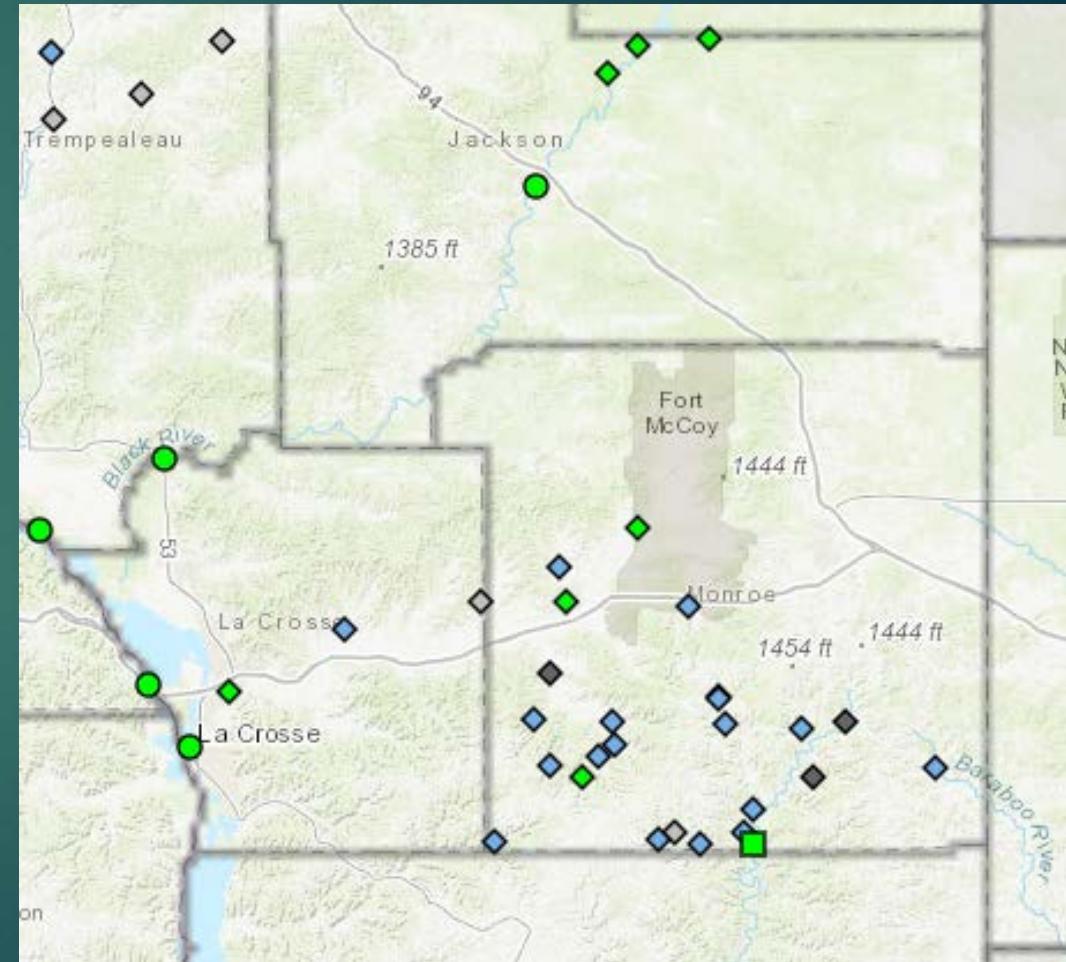 94
Trempealeau
Jackson
1385 ft
Fort
McCoy
Black River
1444 ft
53
Monroe
La Crosse
1444 ft
1454 ft
La Crosse
Baraboo River
on
N
N